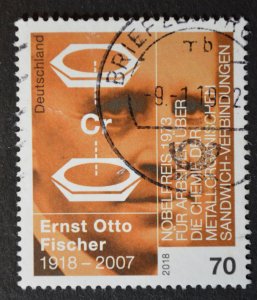 Deutschland
Cr
Ernst Otto
Fischer
1918 – 2007
NOBELPREIS 1973
FÜR ARBEITEN ÜBER
DIE CHEMIE DER
METALLORGANISCHEN
SANDWICH-VERBINDUNGEN
2018
70
BRIEF
rb